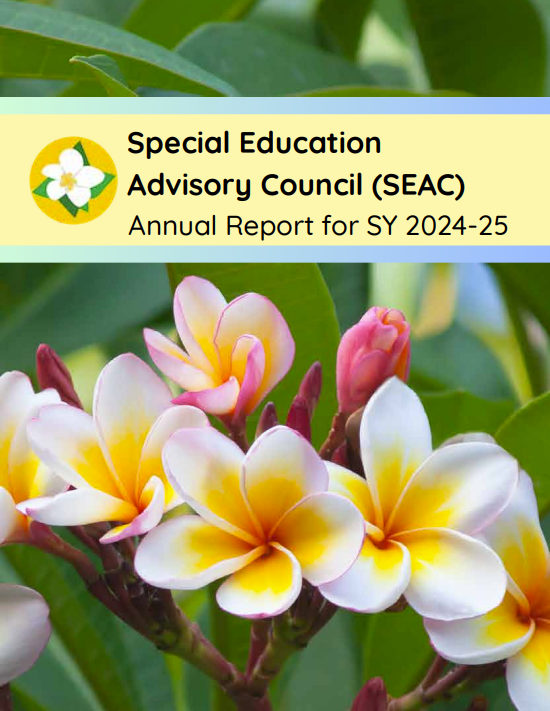 Special Education
Advisory Council (SEAC)
Annual Report for SY 2024-25